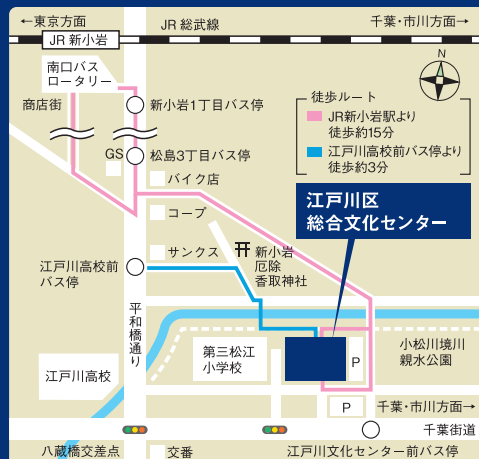 ←東京方面
JR 総武線
千葉・市川方面→
JR 新小岩
南口バス
ロータリー
N
商店街
新小岩1丁目バス停
徒歩ルート
JR新小岩駅より
徒歩約15分
江戸川高校前バス停より
徒歩約3分
GS
松島3丁目バス停
バイク店
コープ
江戸川区
総合文化センター
サンクス
新小岩
厄除
香取神社
江戸川高校前
バス停
平和橋通り
第三松江
小学校
P
小松川境川
親水公園
江戸川高校
P
千葉・市川方面→
千葉街道
八蔵橋交差点
交番
江戸川文化センター前バス停